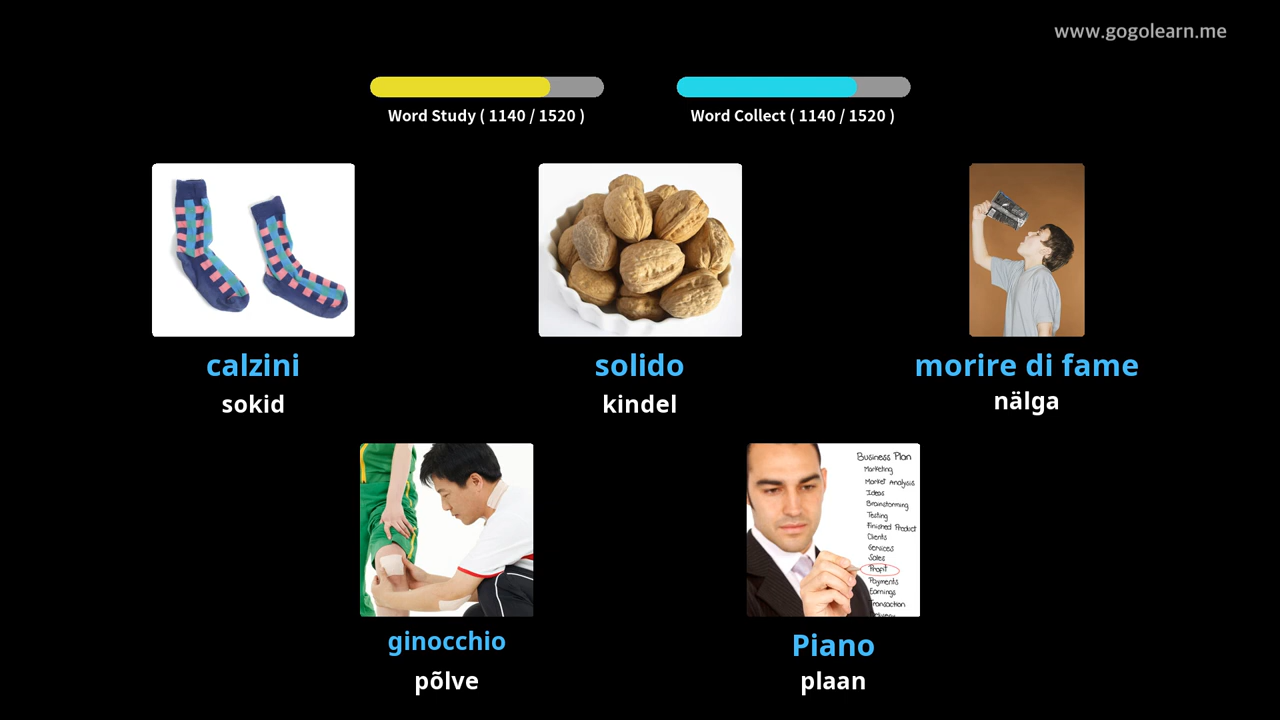 www.gogolearn.me
Word Study ( 1140 / 1520 )
Word Collect ( 1140 / 1520 )
calzini
sokid
solido
kindel
morire di fame
nälga
ginocchio
põlve
Business Plan
Marketing
Market Analysis
Ideas
Brainstorming
Testing
Finished Product
Clients
Services
Sales
Profit
Payments
Earnings
Transaction
Piano
plaan